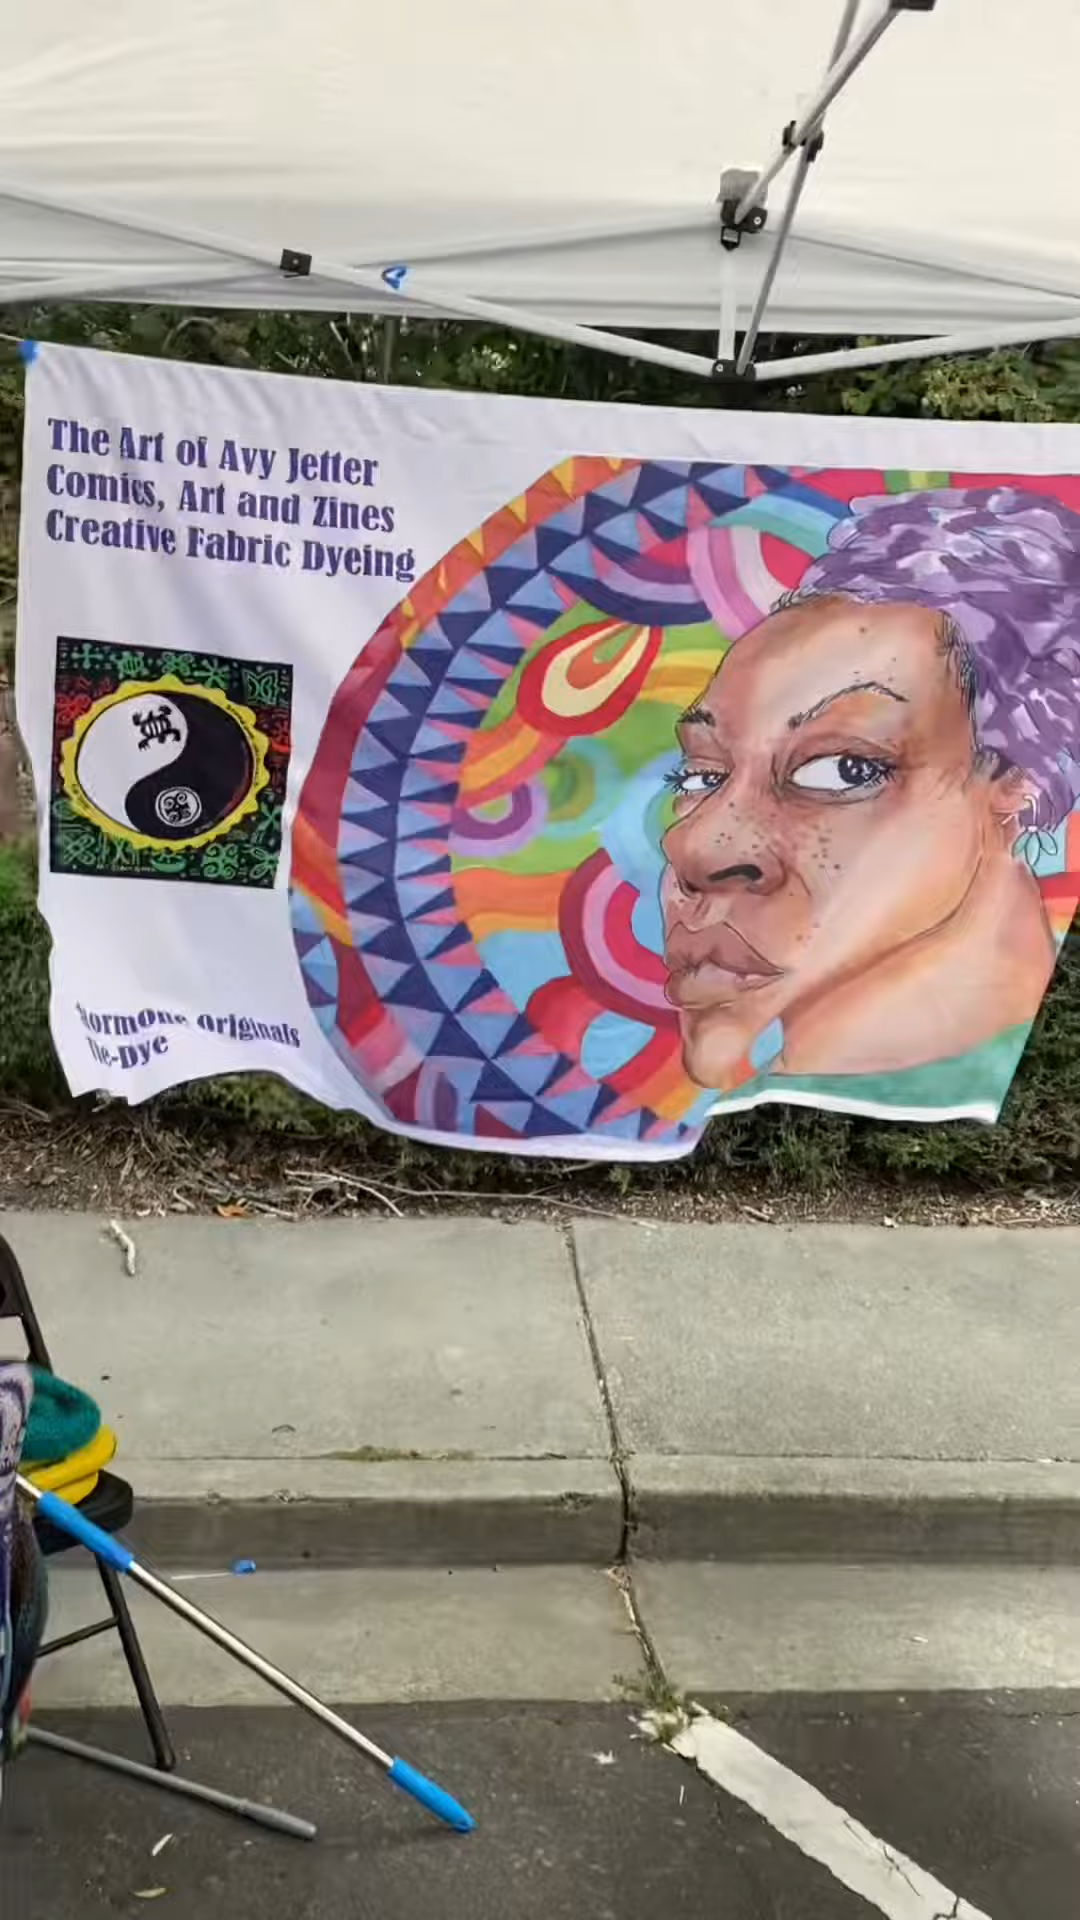 The Art of Avy Jetter
Comics, Art and Zines
Creative Fabric Dyeing
Originals
Tie-Dye